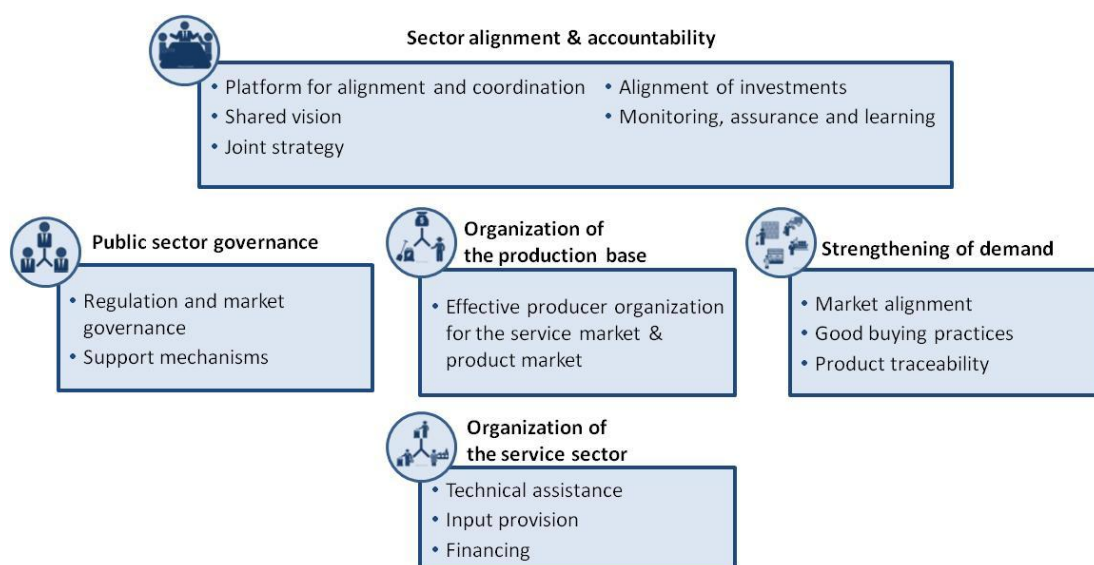 Sector alignment & accountability
• Platform for alignment and coordination
• Shared vision
• Joint strategy
• Alignment of investments
• Monitoring, assurance and learning
Public sector governance
• Regulation and market
governance
• Support mechanisms
Organization of
the production base
• Effective producer organization
for the service market &
product market
Strengthening of demand
• Market alignment
• Good buying practices
• Product traceability
Organization of
the service sector
• Technical assistance
• Input provision
• Financing